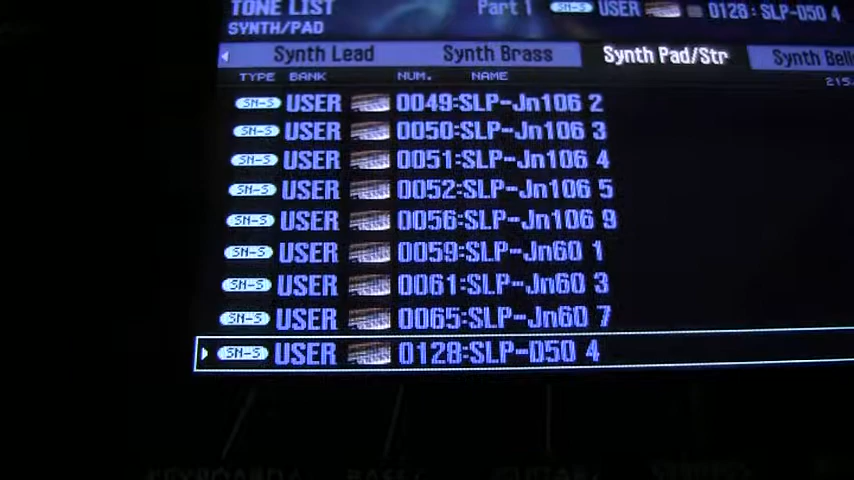 TONE LIST Part 1 SN-S USER 0128:SLP-D50 4
SYNTH/PAD
Synth Lead Synth Brass Synth Pad/Str Synth Bell
TYPE BANK NUM. NAME 215
SN-S USER 0049:SLP-Jn106 2
SN-S USER 0050:SLP-Jn106 3
SN-S USER 0051:SLP-Jn106 4
SN-S USER 0052:SLP-Jn106 5
SN-S USER 0056:SLP-Jn106 9
SN-S USER 0059:SLP-Jn60 1
SN-S USER 0061:SLP-Jn60 3
SN-S USER 0065:SLP-Jn60 7
SN-S USER 0128:SLP-D50 4